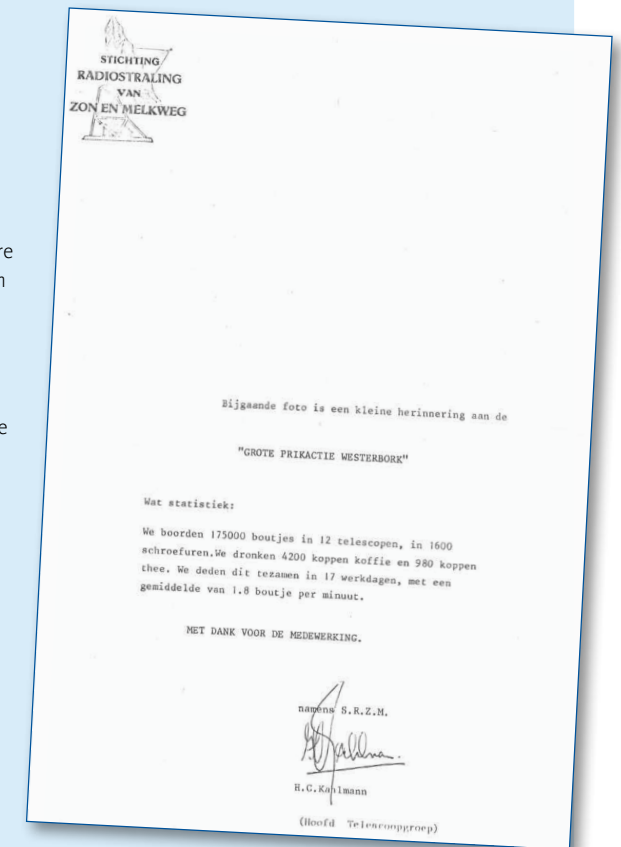 STICHTING
RADIOSTRALING
VAN
ZON EN MELKWEG
re
n
e
Bijgaande foto is een kleine herinnering aan de
"GROTE PRIKACTIE WESTERBORK"
Wat statistiek:
We boorden 175000 boutjes in 12 telescopen, in 1600
schroefuren.We dronken 4200 koppen koffie en 980 koppen
thee. We deden dit tezamen in 17 werkdagen, met een
gemiddelde van 1.8 boutje per minuut.
MET DANK VOOR DE MEDEWERKING.
namens S.R.Z.M.
H.C.Kahlmann
(Hoofd Telescoopgroep)